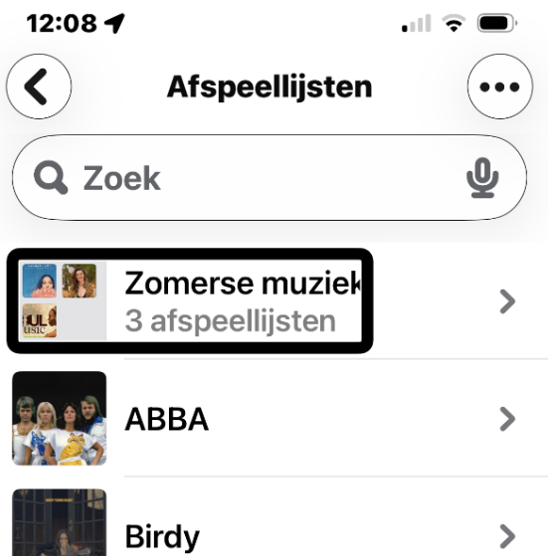 12:08
Afspeellijsten
Zoek
Zomerse muziek
3 afspeellijsten
ABBA
Birdy